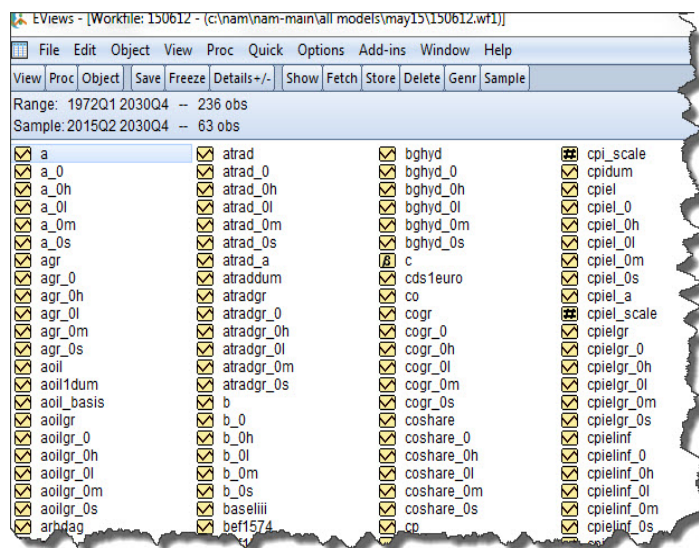 EViews - [Workfile: 150612 - (c:\nam\nam-main\all models\may15\150612.wf1)]
File Edit Object View Proc Quick Options Add-ins Window Help
View Proc Object Save Freeze Details+/- Show Fetch Store Delete Genr Sample
Range: 1972Q1 2030Q4 -- 236 obs
Sample: 2015Q2 2030Q4 -- 63 obs
a
a_0
a_0h
a_0l
a_0m
a_0s
agr
agr_0
agr_0h
agr_0l
agr_0m
agr_0s
aoil
aoil1dum
aoil_basis
aoilgr
aoilgr_0
aoilgr_0h
aoilgr_0l
aoilgr_0m
aoilgr_0s
arbdag
atrad
atrad_0
atrad_0h
atrad_0l
atrad_0m
atrad_0s
atrad_a
atraddum
atradgr
atradgr_0
atradgr_0h
atradgr_0l
atradgr_0m
atradgr_0s
b
b_0
b_0h
b_0l
b_0m
b_0s
baseliii
bef1574
bghyd
bghyd_0
bghyd_0h
bghyd_0l
bghyd_0m
bghyd_0s
β c
cds1euro
co
cogr
cogr_0
cogr_0h
cogr_0l
cogr_0m
cogr_0s
coshare
coshare_0
coshare_0l
coshare_0m
coshare_0s
cp
# cpi_scale
cpidum
cpiel
cpiel_0
cpiel_0h
cpiel_0l
cpiel_0m
cpiel_0s
cpiel_a
# cpiel_scale
cpielgr
cpielgr_0
cpielgr_0h
cpielgr_0l
cpielgr_0m
cpielgr_0s
cpielinf
cpielinf_0
cpielinf_0h
cpielinf_0l
cpielinf_0m
cpielinf_0s